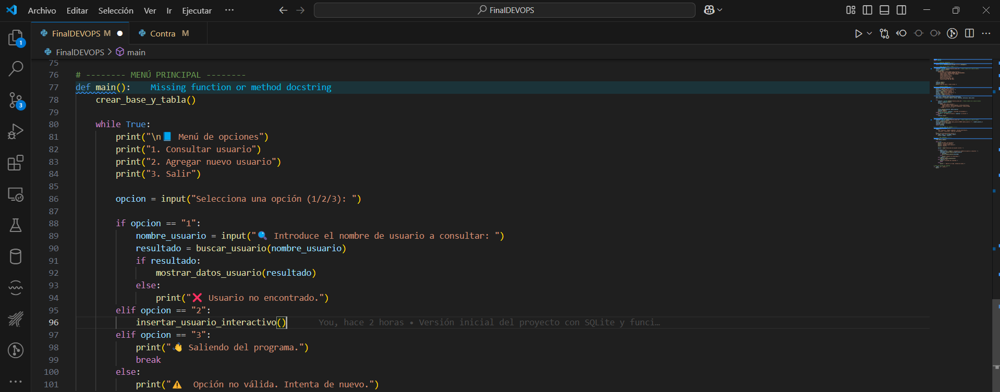 Archivo Editar Selección Ver Ir Ejecutar ··· FinalDEVOPS
FinalDEVOPS M Contra M
FinalDEVOPS > main
1
3
75
76 # -------- MENÚ PRINCIPAL --------
77 def main(): Missing function or method docstring
78 crear_base_y_tabla()
79
80 while True:
81 print("\n📘 Menú de opciones")
82 print("1. Consultar usuario")
83 print("2. Agregar nuevo usuario")
84 print("3. Salir")
85
86 opcion = input("Selecciona una opción (1/2/3): ")
87
88 if opcion == "1":
89 nombre_usuario = input("🔍 Introduce el nombre de usuario a consultar: ")
90 resultado = buscar_usuario(nombre_usuario)
91 if resultado:
92 mostrar_datos_usuario(resultado)
93 else:
94 print("❌ Usuario no encontrado.")
95 elif opcion == "2":
96 insertar_usuario_interactivo() You, hace 2 horas • Versión inicial del proyecto con SQLite y funci…
97 elif opcion == "3":
98 print("👋 Saliendo del programa.")
99 break
100 else:
101 print("⚠️ Opción no válida. Intenta de nuevo.")